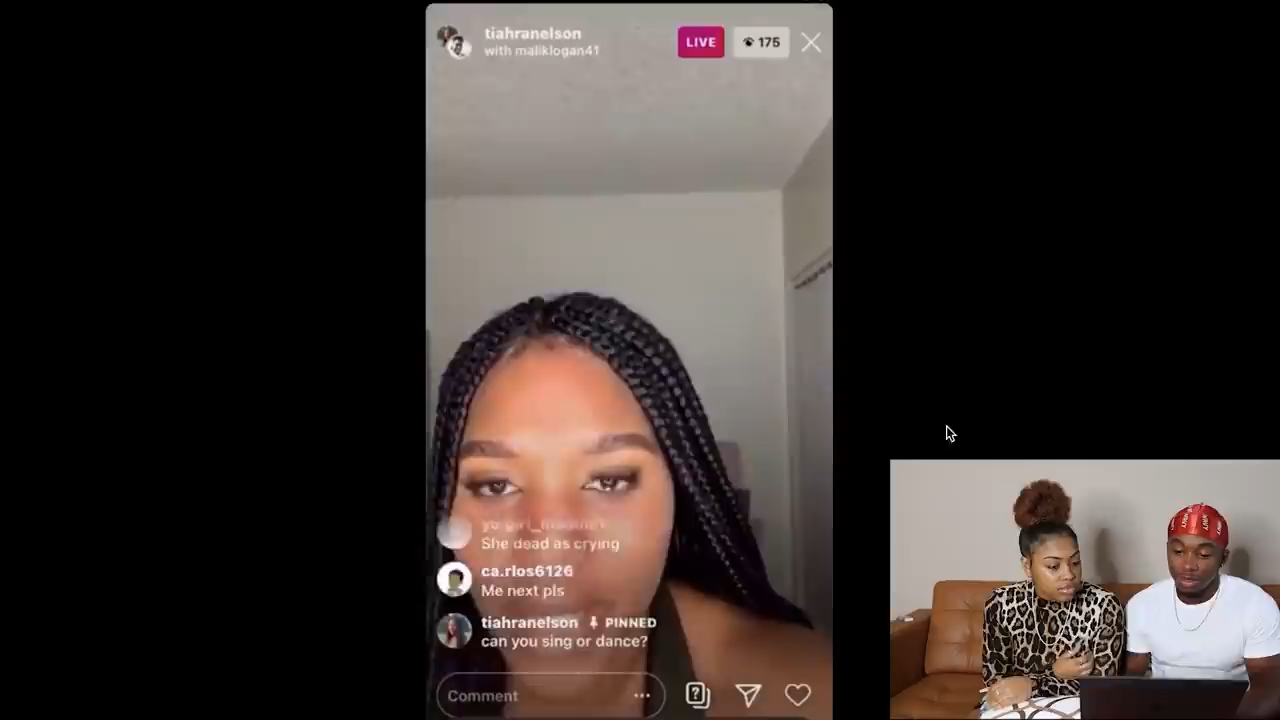 tiahranelson
with maliklogan41
LIVE
175
She dead as crying
ca.rlos6126
Me next pls
tiahranelson PINNED
can you sing or dance?
Comment